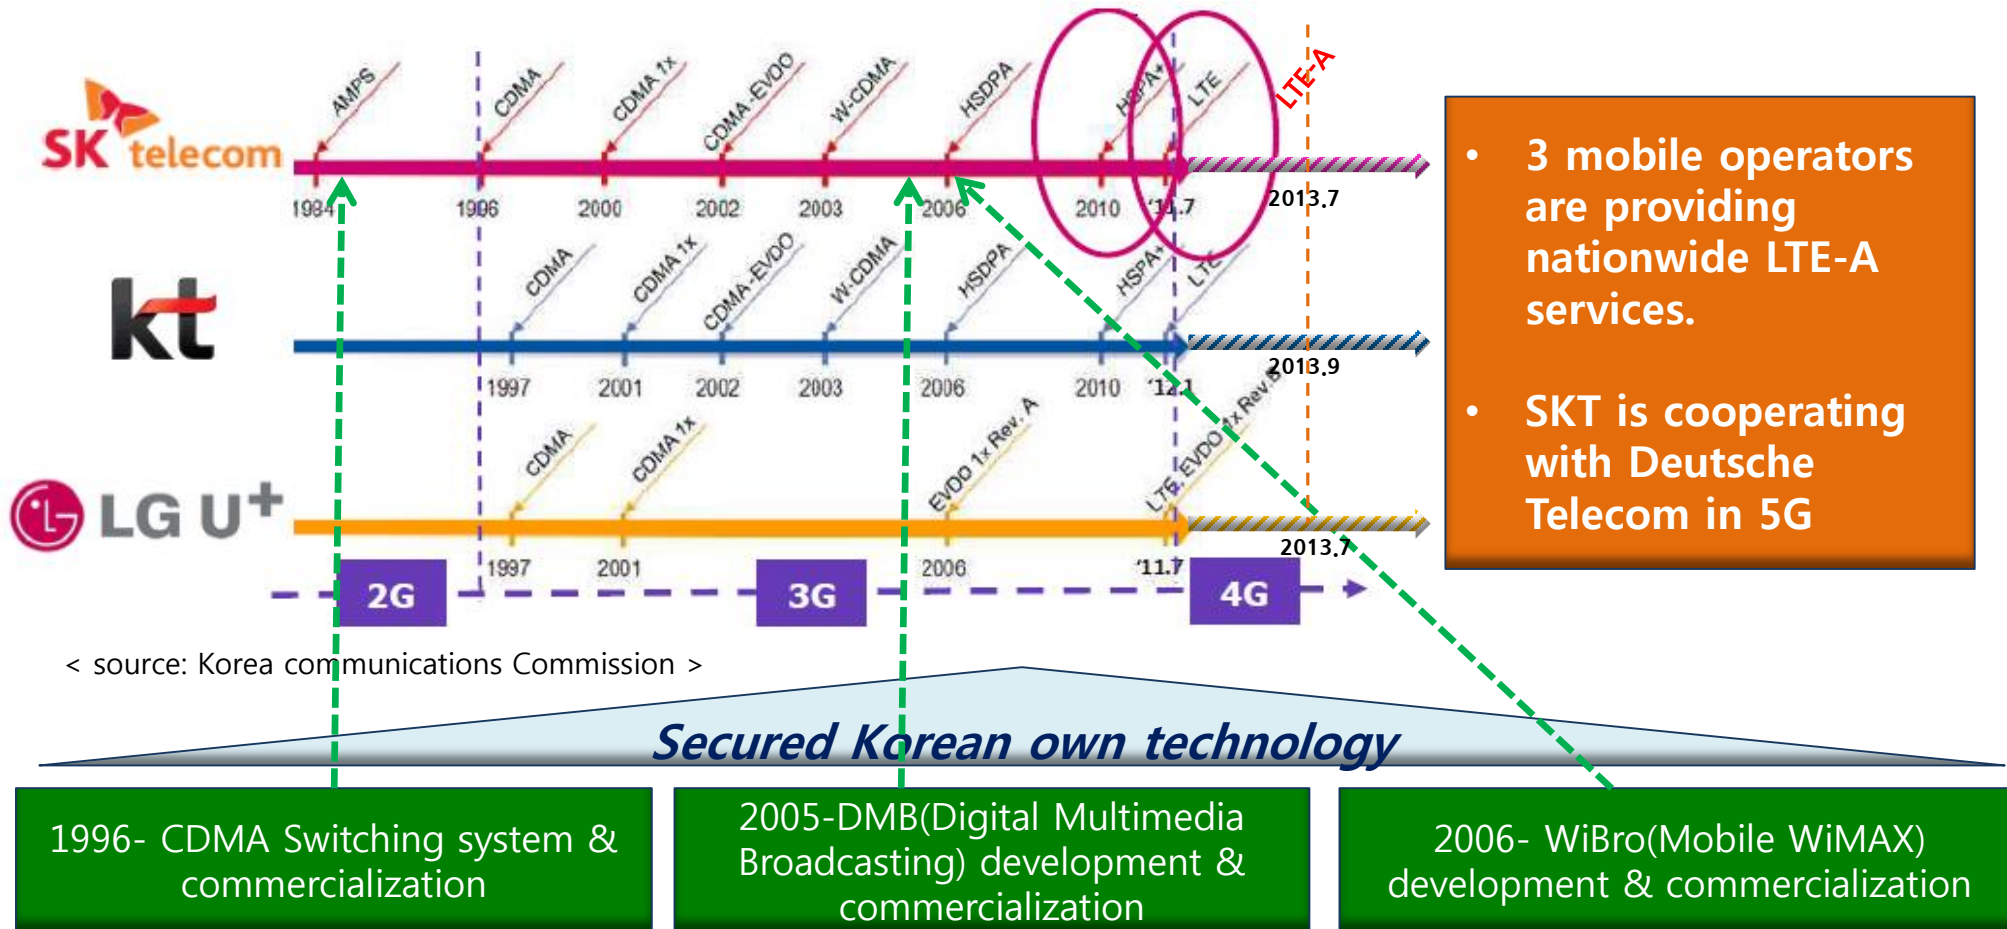 AMPS
CDMA
CDMA 1x
CDMA-EVDO
W-CDMA
HSDPA
HSPA+
LTE
LTE-A
SK telecom
1984
1996
2000
2002
2003
2006
2010
'11.7
2013.7
CDMA
CDMA 1x
CDMA-EVDO
W-CDMA
HSDPA
HSPA+
LTE
kt
1997
2001
2002
2003
2006
2010
'12.1
2013.9
CDMA
CDMA 1x
EVDO 1x Rev. A
LTE, EVDO 1x Rev.B
LG U+
1997
2001
2006
'11.7
2013.7
2G
3G
4G
• 3 mobile operators
are providing
nationwide LTE-A
services.
• SKT is cooperating
with Deutsche
Telecom in 5G
< source: Korea communications Commission >
Secured Korean own technology
1996- CDMA Switching system &
commercialization
2005-DMB(Digital Multimedia
Broadcasting) development &
commercialization
2006- WiBro(Mobile WiMAX)
development & commercialization